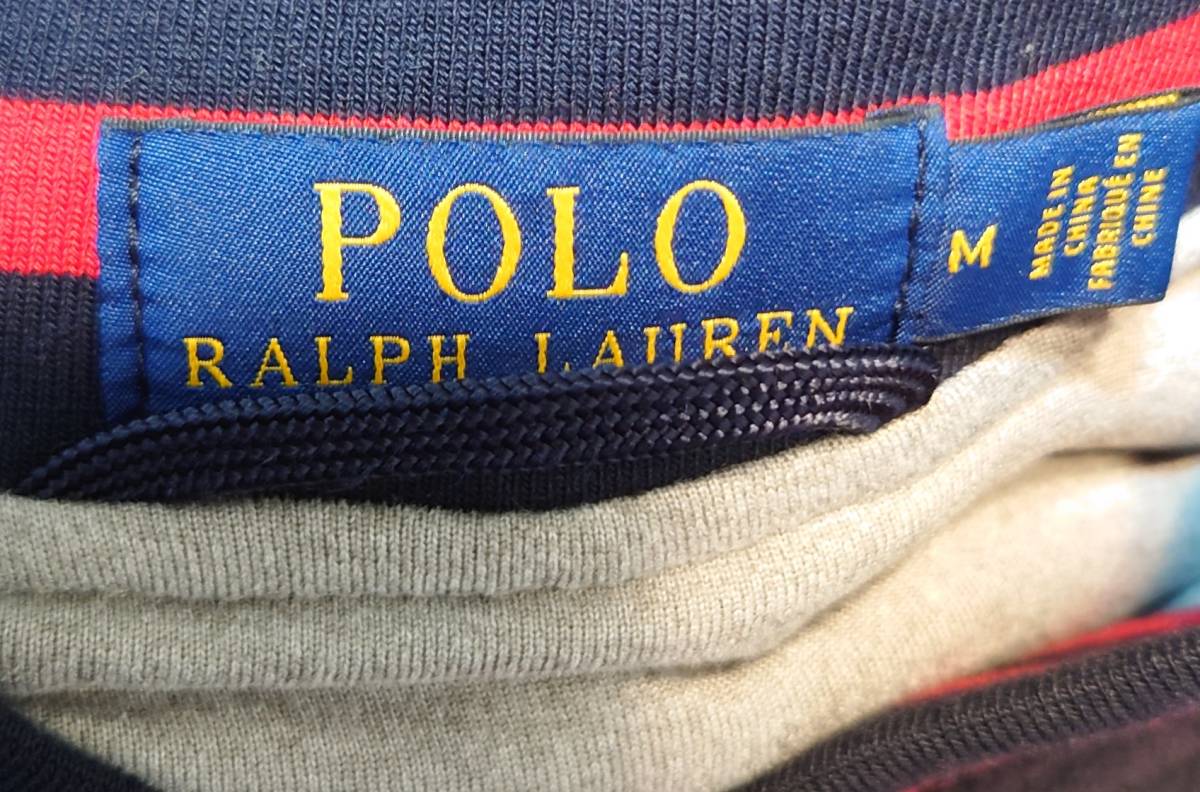 POLO
RALPH LAUREN
M
MADE IN
CHINA
FABRIQUÉ EN
CHINE